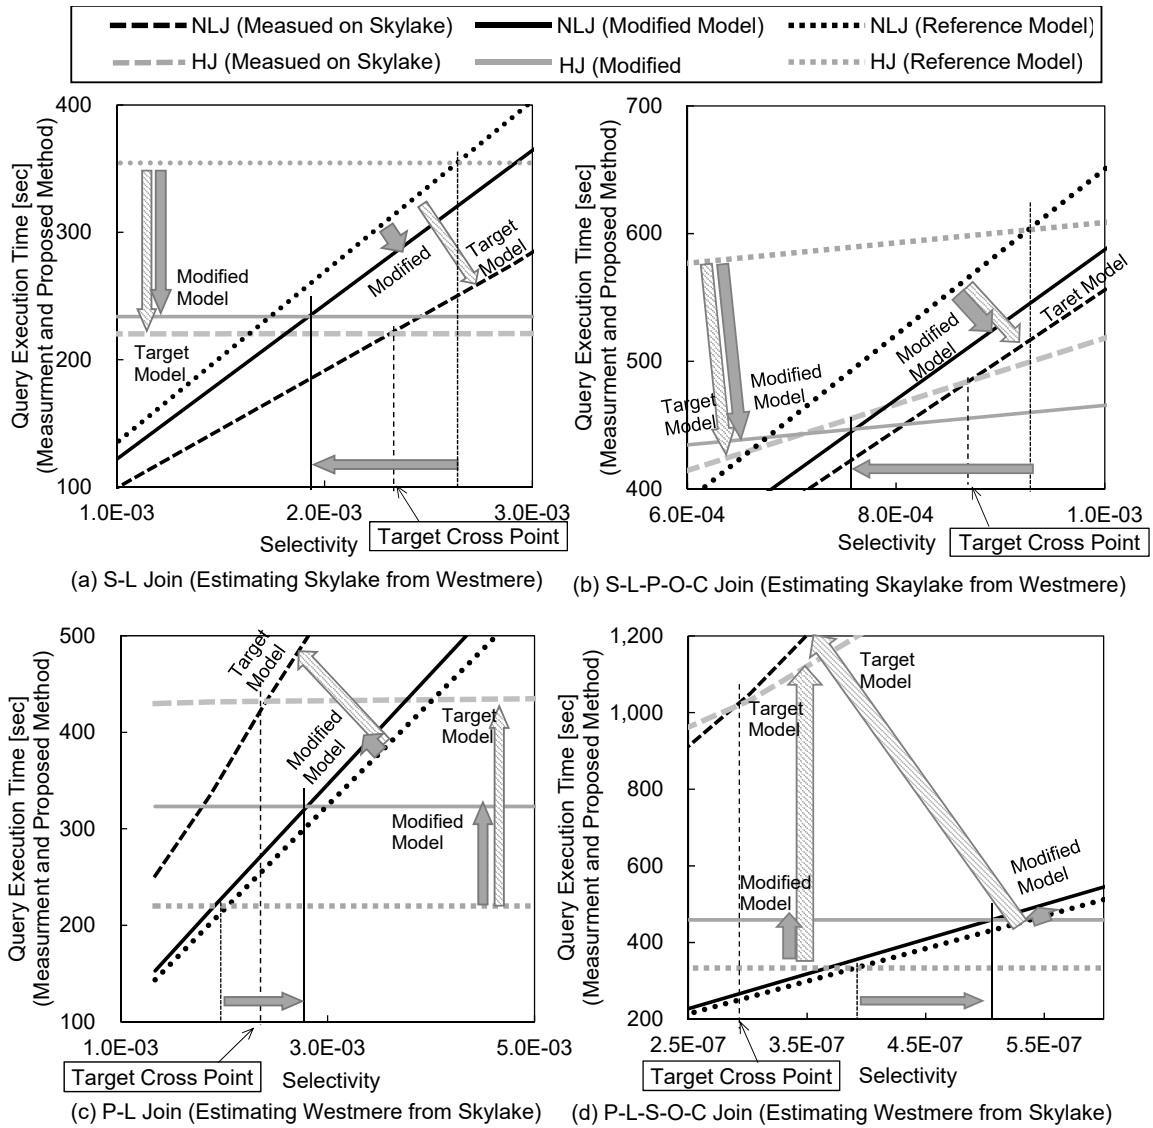 NLJ (Measued on Skylake)
NLJ (Modified Model)
NLJ (Reference Model)
HJ (Measued on Skylake)
HJ (Modified
HJ (Reference Model)
Query Execution Time [sec]
(Measurment and Proposed Method)
400
300
200
100
1.0E-03
2.0E-03
3.0E-03
Modified
Model
Target
Model
Modified
Target
Model
Selectivity
Target Cross Point
(a) S-L Join (Estimating Skylake from Westmere)
Query Execution Time [sec]
(Measurment and Proposed Method)
700
600
500
400
6.0E-04
8.0E-04
1.0E-03
Target
Model
Modified
Model
Modified
Model
Taret Model
Selectivity
Target Cross Point
(b) S-L-P-O-C Join (Estimating Skaylake from Westmere)
Query Execution Time [sec]
(Measurment and Proposed Method)
500
400
300
200
100
1.0E-03
3.0E-03
5.0E-03
Target
Model
Modified
Model
Target
Model
Modified
Model
Target Cross Point
Selectivity
(c) P-L Join (Estimating Westmere from Skylake)
Query Execution Time [sec]
(Measurment and Proposed Method)
1,200
1,000
800
600
400
200
2.5E-07
3.5E-07
4.5E-07
5.5E-07
Target
Model
Target
Model
Modified
Model
Modified
Model
Target Cross Point
Selectivity
(d) P-L-S-O-C Join (Estimating Westmere from Skylake)